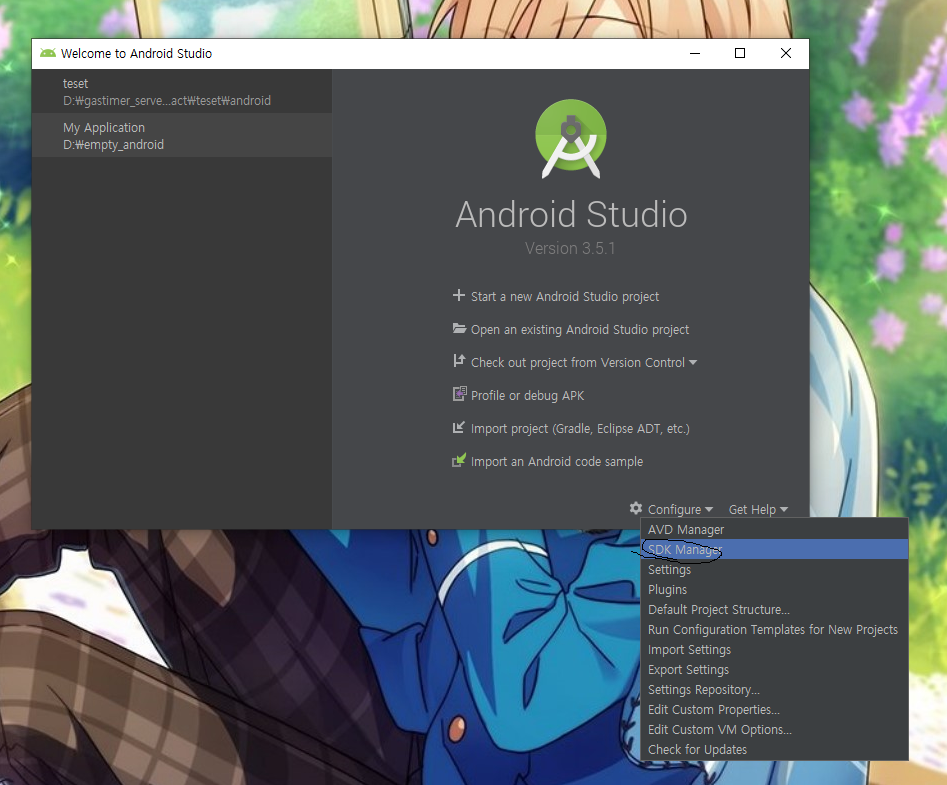 Welcome to Android Studio
teset
D:₩gastimer_serve...act₩teset₩android
My Application
D:₩empty_android
Android Studio
Version 3.5.1
Start a new Android Studio project
Open an existing Android Studio project
Check out project from Version Control
Profile or debug APK
Import project (Gradle, Eclipse ADT, etc.)
Import an Android code sample
Configure Get Help
AVD Manager
SDK Manager
Settings
Plugins
Default Project Structure...
Run Configuration Templates for New Projects
Import Settings
Export Settings
Settings Repository...
Edit Custom Properties...
Edit Custom VM Options...
Check for Updates